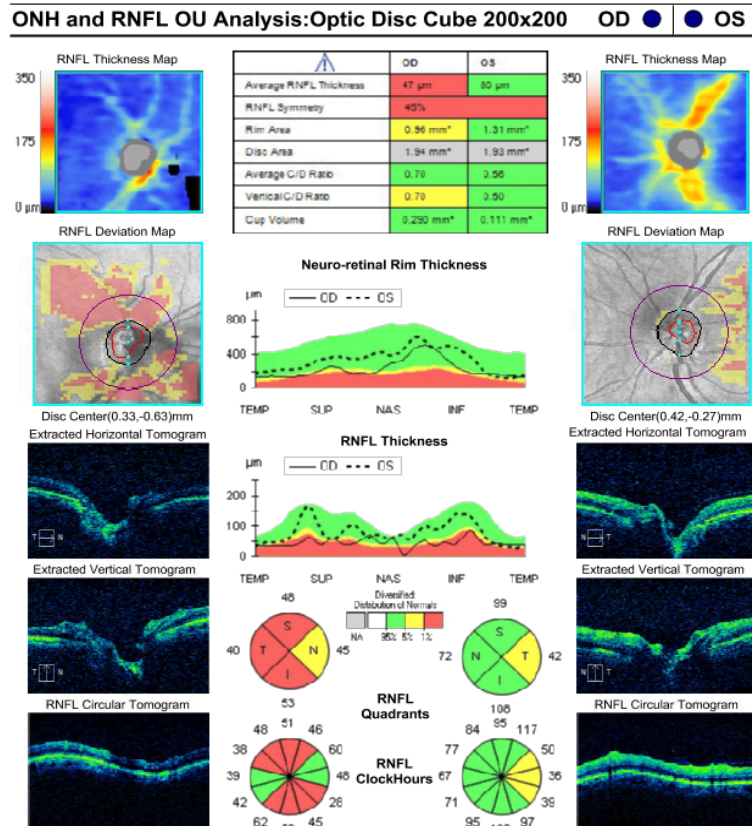 ONH and RNFL OU Analysis:Optic Disc Cube 200x200 OD OS
RNFL Thickness Map
350
175
0 µm
OD OS
Average RNFL Thickness 47 µm 80 µm
RNFL Symmetry 45%
Rim Area 0.96 mm² 1.31 mm²
Disc Area 1.94 mm² 1.93 mm²
Average C/D Ratio 0.70 0.56
Vertical C/D Ratio 0.70 0.50
Cup Volume 0.290 mm³ 0.111 mm³
RNFL Thickness Map
350
175
0 µm
RNFL Deviation Map
Disc Center(0.33,-0.63)mm
Neuro-retinal Rim Thickness
µm
OD OS
800
400
0
TEMP SUP NAS INF TEMP
RNFL Deviation Map
Disc Center(0.42,-0.27)mm
Extracted Horizontal Tomogram
T N
RNFL Thickness
µm
OD OS
200
100
0
TEMP SUP NAS INF TEMP
Extracted Horizontal Tomogram
T N
Extracted Vertical Tomogram
T N
Diversified
Distribution of Normals
NA 95% 5% 1%
48
S
40 T N 45
I
53
99
S
72 N T 42
I
108
RNFL
Quadrants
Extracted Vertical Tomogram
T N
RNFL Circular Tomogram
51
48 46
38 60
39 48
42 28
62 45
RNFL
ClockHours
95
84 117
77 50
67 36
71 39
95 97
RNFL Circular Tomogram